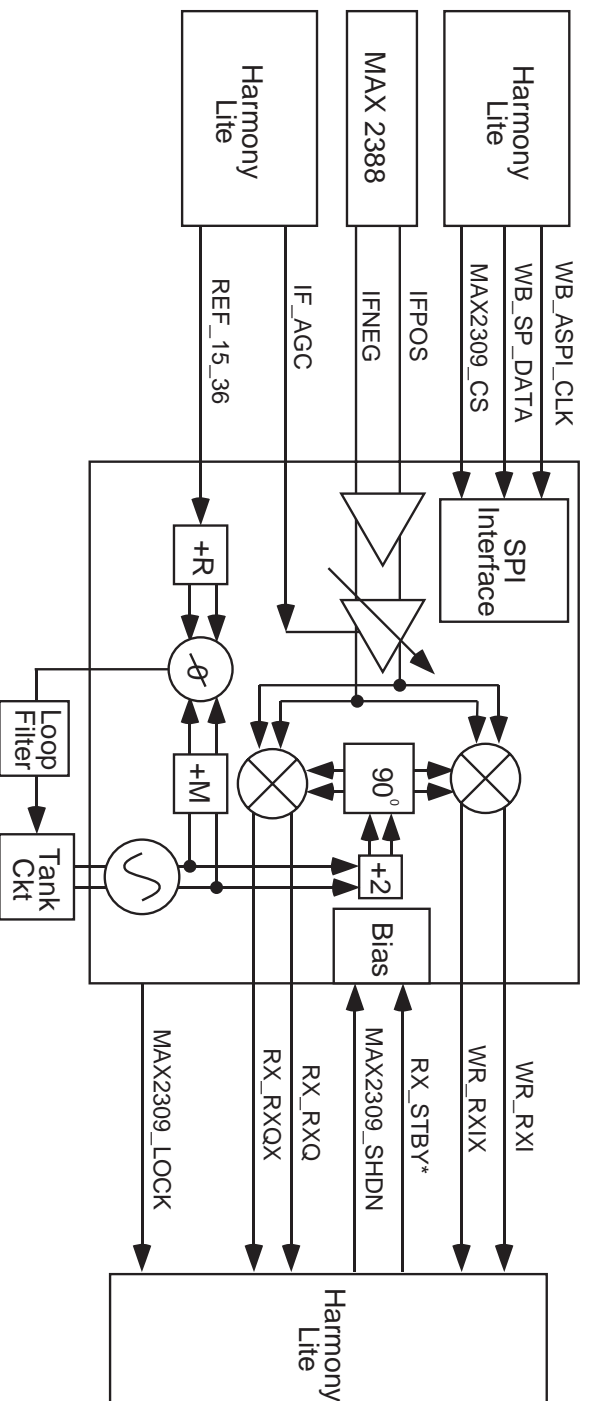 Harmony
Lite
MAX 2388
Harmony
Lite
WB_ASPI_CLK
WB_SP_DATA
MAX2309_CS
IFPOS
IFNEG
IF_AGC
REF_15_36
SPI
Interface
+R
ϕ
+M
90°
+2
Bias
Loop
Filter
Tank
Ckt
WR_RXI
WR_RXIX
RX_STBY*
MAX2309_SHDN
RX_RXQ
RX_RXQX
MAX2309_LOCK
Harmony
Lite